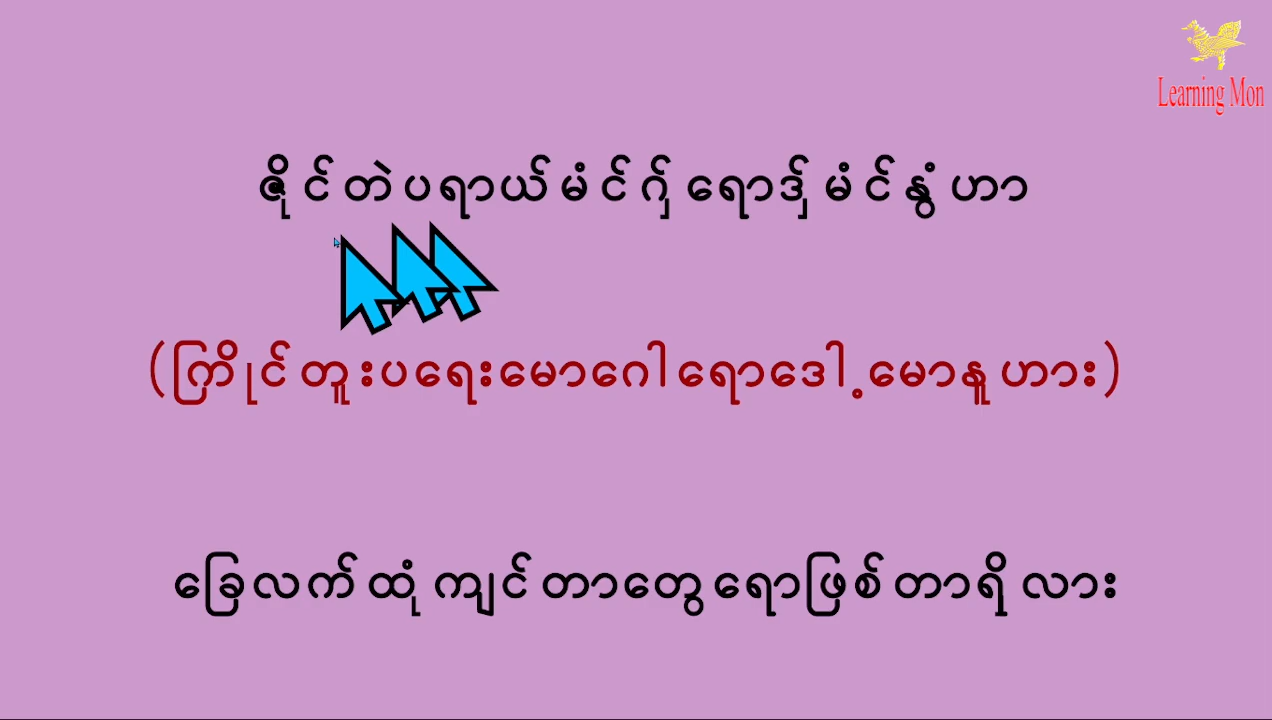 Learning Mon
ဇိုင်တဲပရာယ်မံင်ဂှ် ရောဒှ်မံင်နွံဟာ
(ကြိုင်တူးပရေးမောဂေါ်ရောဒေါ့မောနူဟား)
ခြေလက်ထုံကျင်တာတွေရောဖြစ်တာရှိလား